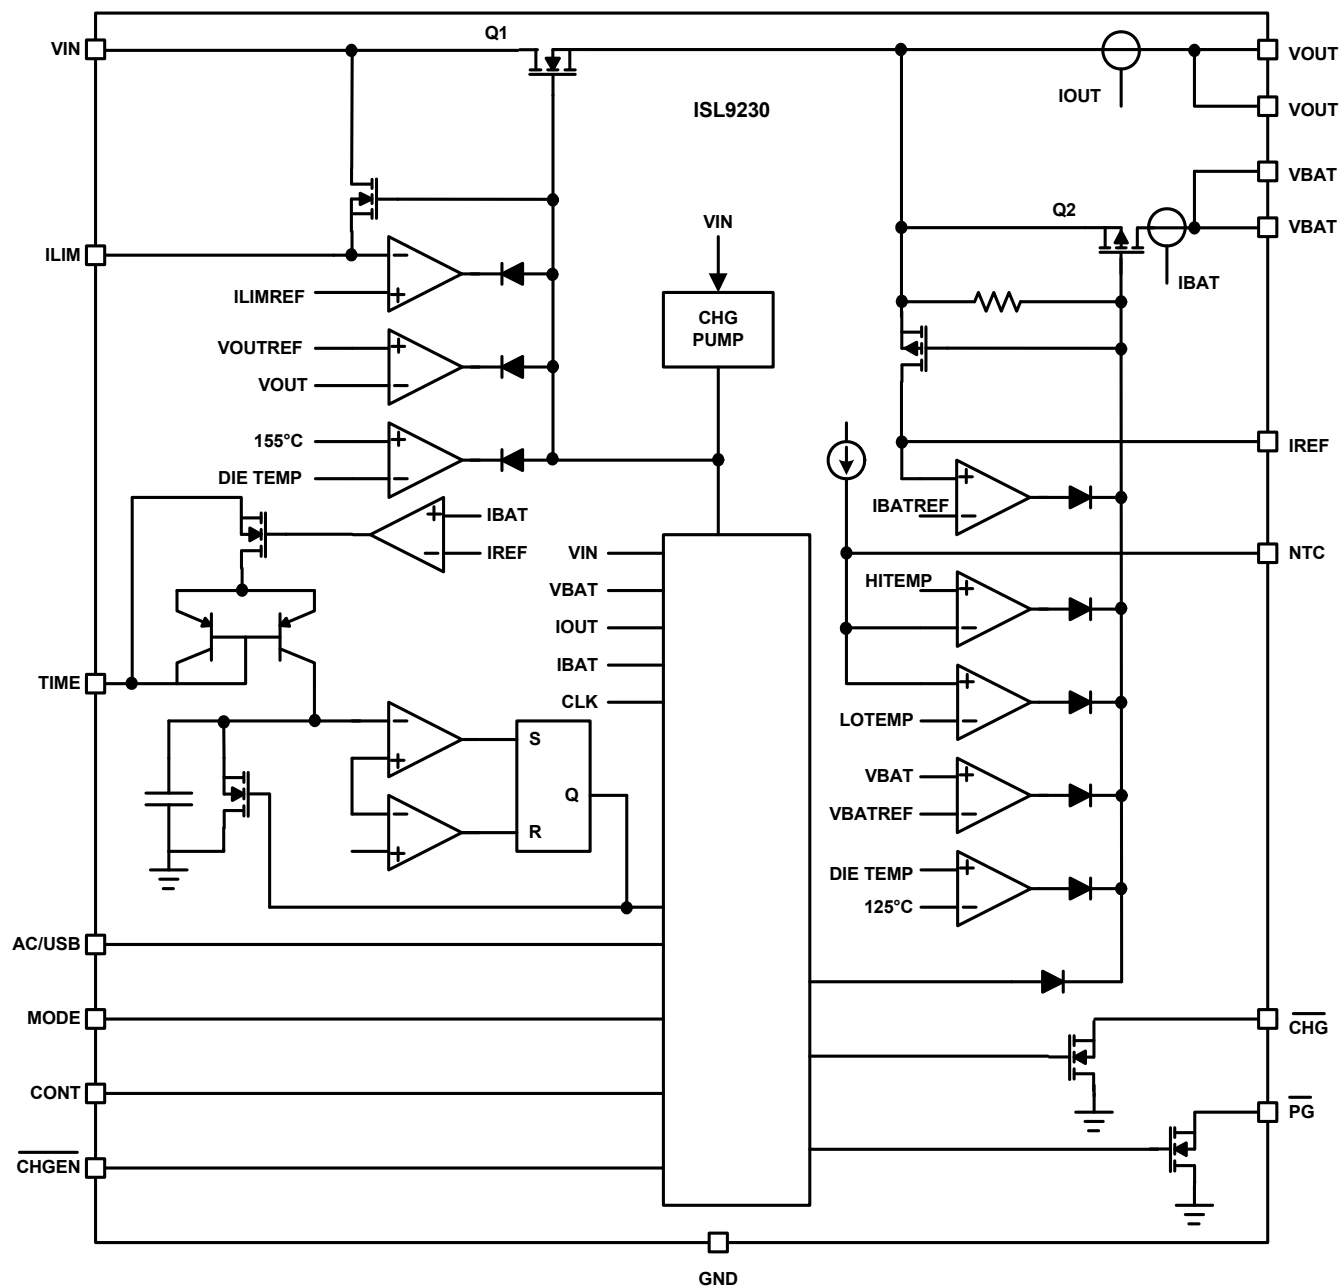 VIN
Q1
VOUT
IOUT
ISL9230
VOUT
VBAT
Q2
VIN
VBAT
ILIM
IBAT
ILIMREF
CHG
PUMP
VOUTREF
VOUT
155°C
IREF
DIE TEMP
IBATREF
IBAT
IREF
VIN
NTC
HITEMP
VBAT
IOUT
IBAT
TIME
CLK
LOTEMP
S
VBAT
Q
VBATREF
R
DIE TEMP
125°C
AC/USB
MODE
CHG
CONT
PG
CHGEN
GND